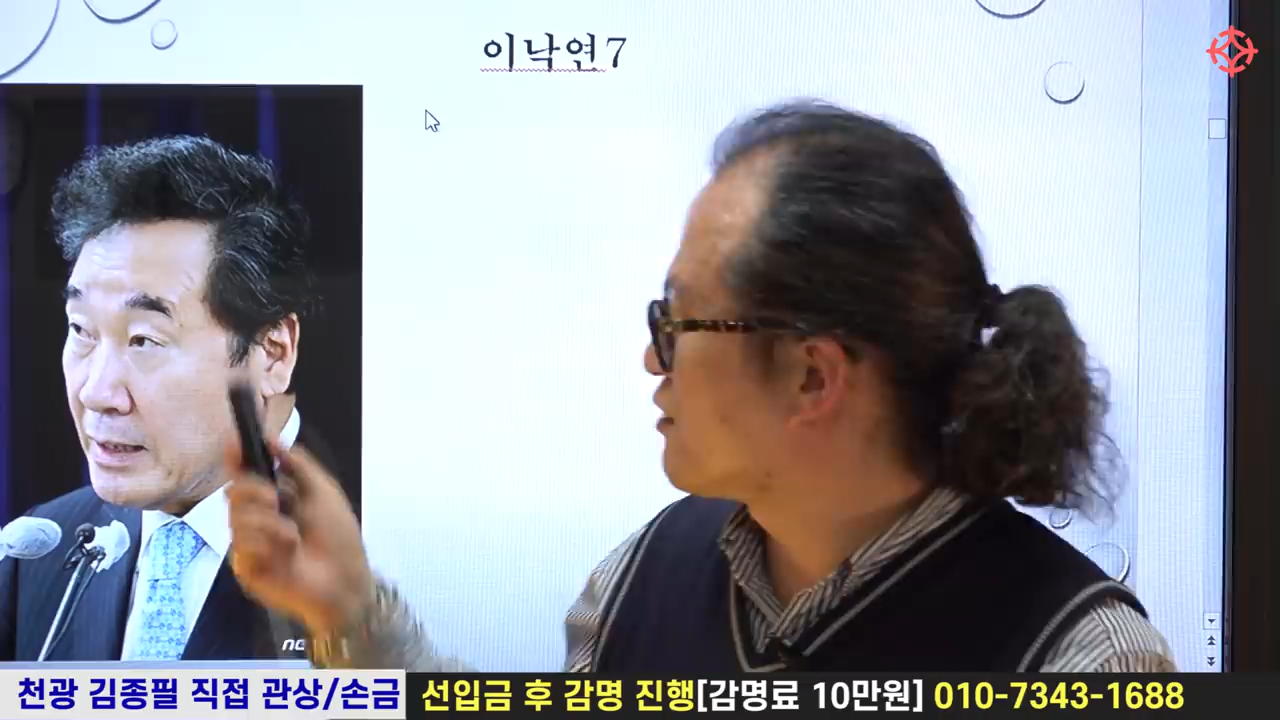 이낙연7
천광 김종필 직접 관상/손금
선입금 후 감명 진행[감명료 10만원] 010-7343-1688